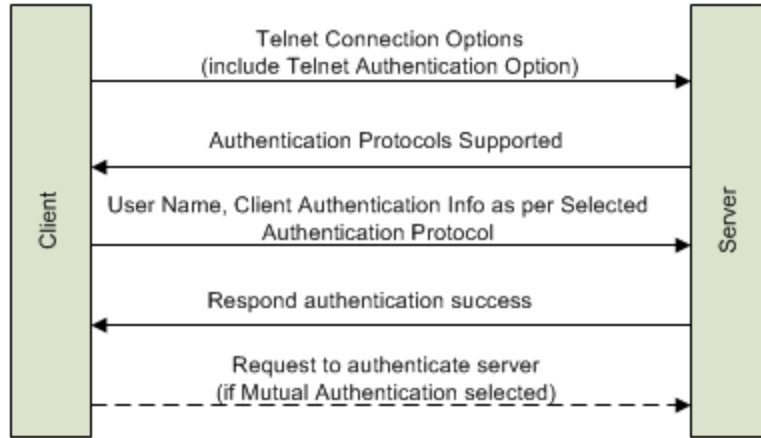 Telnet Connection Options
(include Telnet Authentication Option)
Authentication Protocols Supported
Client
User Name, Client Authentication Info as per Selected
Authentication Protocol
Server
Respond authentication success
Request to authenticate server
(if Mutual Authentication selected)